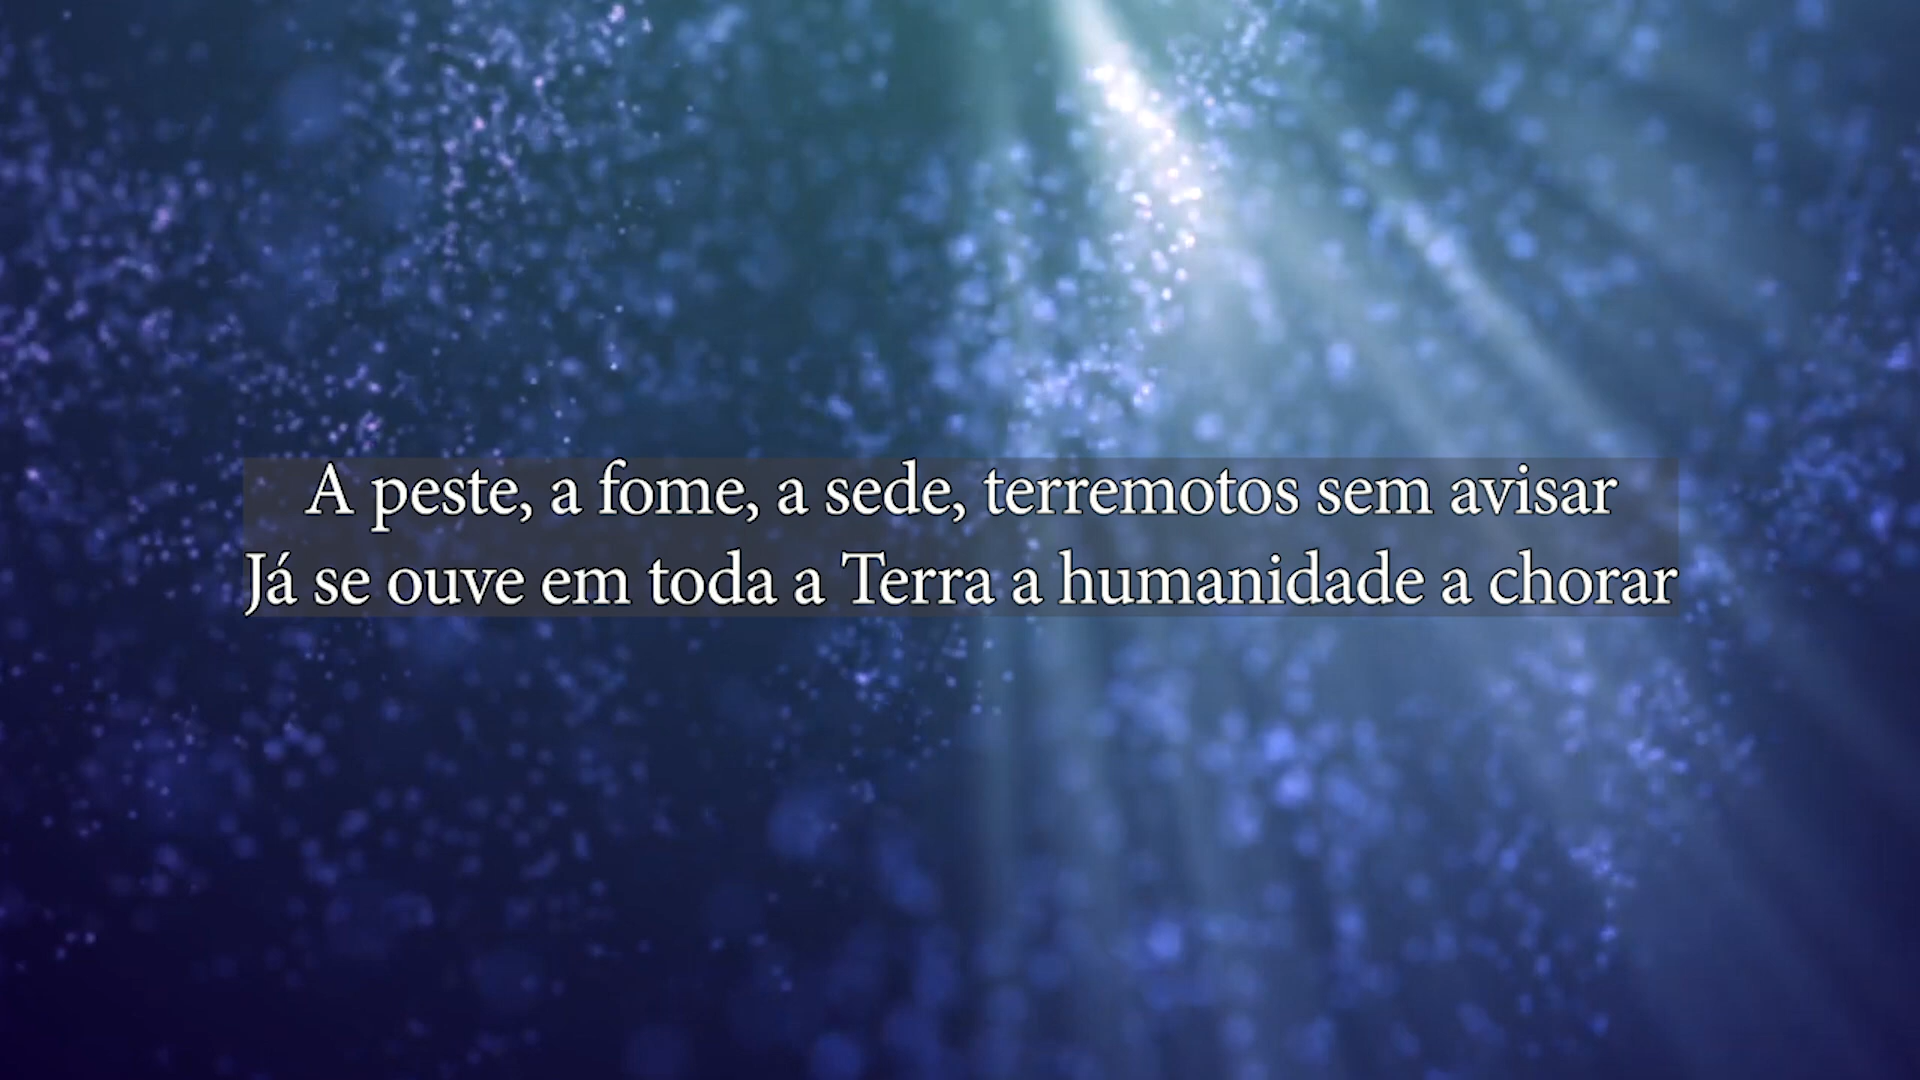 A peste, a fome, a sede, terremotos sem avisar
Já se ouve em toda a Terra a humanidade a chorar